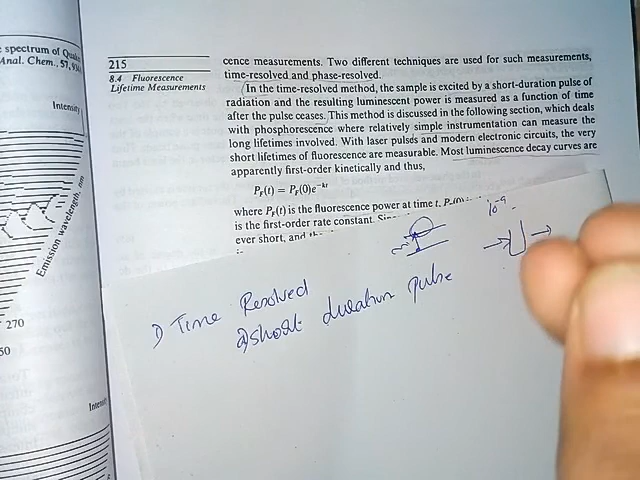 e spectrum of
Anal. Chem., 57,
Intensity
Emission wavelength, nm
270
50
215
8.4 Fluorescence
Lifetime Measurements
cence measurements. Two different techniques are used for such measurements,
time-resolved and phase-resolved.
In the time-resolved method, the sample is excited by a short-duration pulse of
radiation and the resulting luminescent power is measured as a function of time
after the pulse ceases. This method is discussed in the following section, which deals
with phosphorescence where relatively simple instrumentation can measure the
long lifetimes involved. With laser pulses and modern electronic circuits, the very
short lifetimes of fluorescence are measurable. Most luminescence decay curves are
apparently first-order kinetically and thus,
P_F(t) = P_F(0)e^{-kt}
where P_F(t) is the fluorescence power at time t, P_F(0)
is the first-order rate constant.
ever short, and
10^{-9}
1) Time Resolved
a) short duration pulse